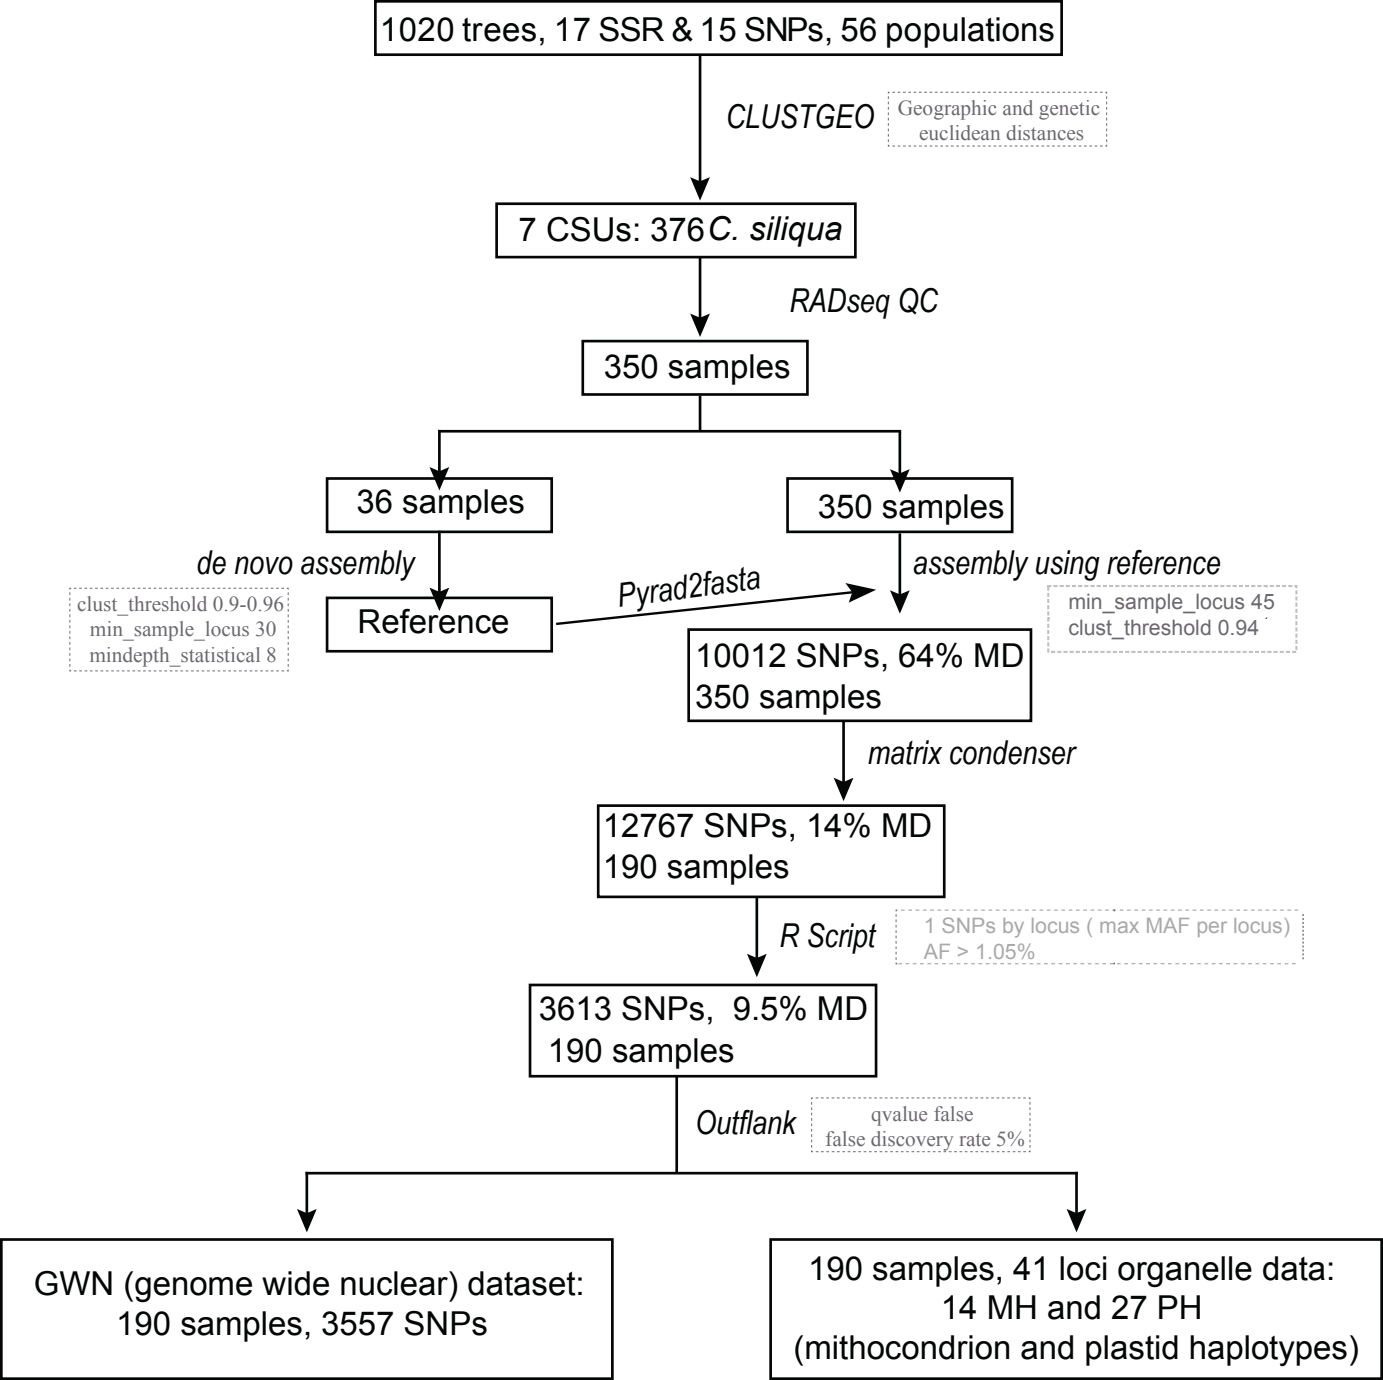 1020 trees, 17 SSR & 15 SNPs, 56 populations
CLUSTGEO
Geographic and genetic
euclidean distances
7 CSUs: 376 C. siliqua
RADseq QC
350 samples
36 samples
350 samples
de novo assembly
clust_threshold 0.9-0.96
min_sample_locus 30
mindepth_statistical 8
Reference
Pyrad2fasta
assembly using reference
min_sample_locus 45
clust_threshold 0.94
10012 SNPs, 64% MD
350 samples
matrix condenser
12767 SNPs, 14% MD
190 samples
R Script
1 SNPs by locus ( max MAF per locus)
AF > 1.05%
3613 SNPs, 9.5% MD
190 samples
Outflank
qvalue false
false discovery rate 5%
GWN (genome wide nuclear) dataset:
190 samples, 3557 SNPs
190 samples, 41 loci organelle data:
14 MH and 27 PH
(mithocondrion and plastid haplotypes)